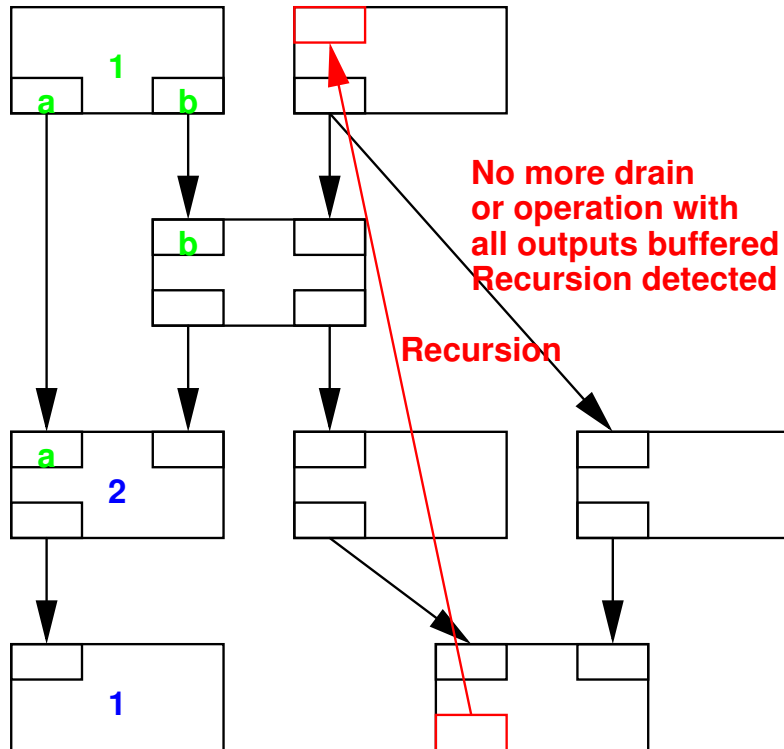 1
a
b
No more drain
or operation with
all outputs buffered
Recursion detected
b
Recursion
a
2
1